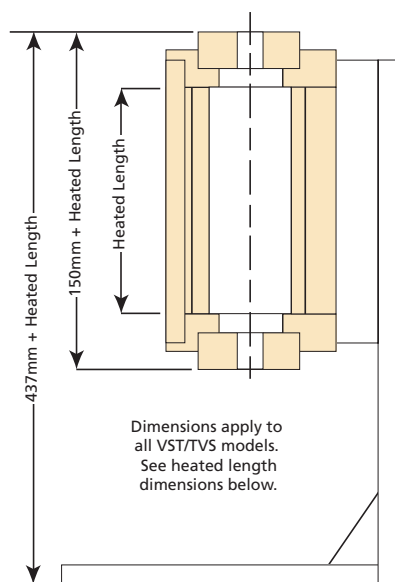 437mm + Heated Length
150mm + Heated Length
Heated Length
Dimensions apply to
all VST/TVS models.
See heated length
dimensions below.